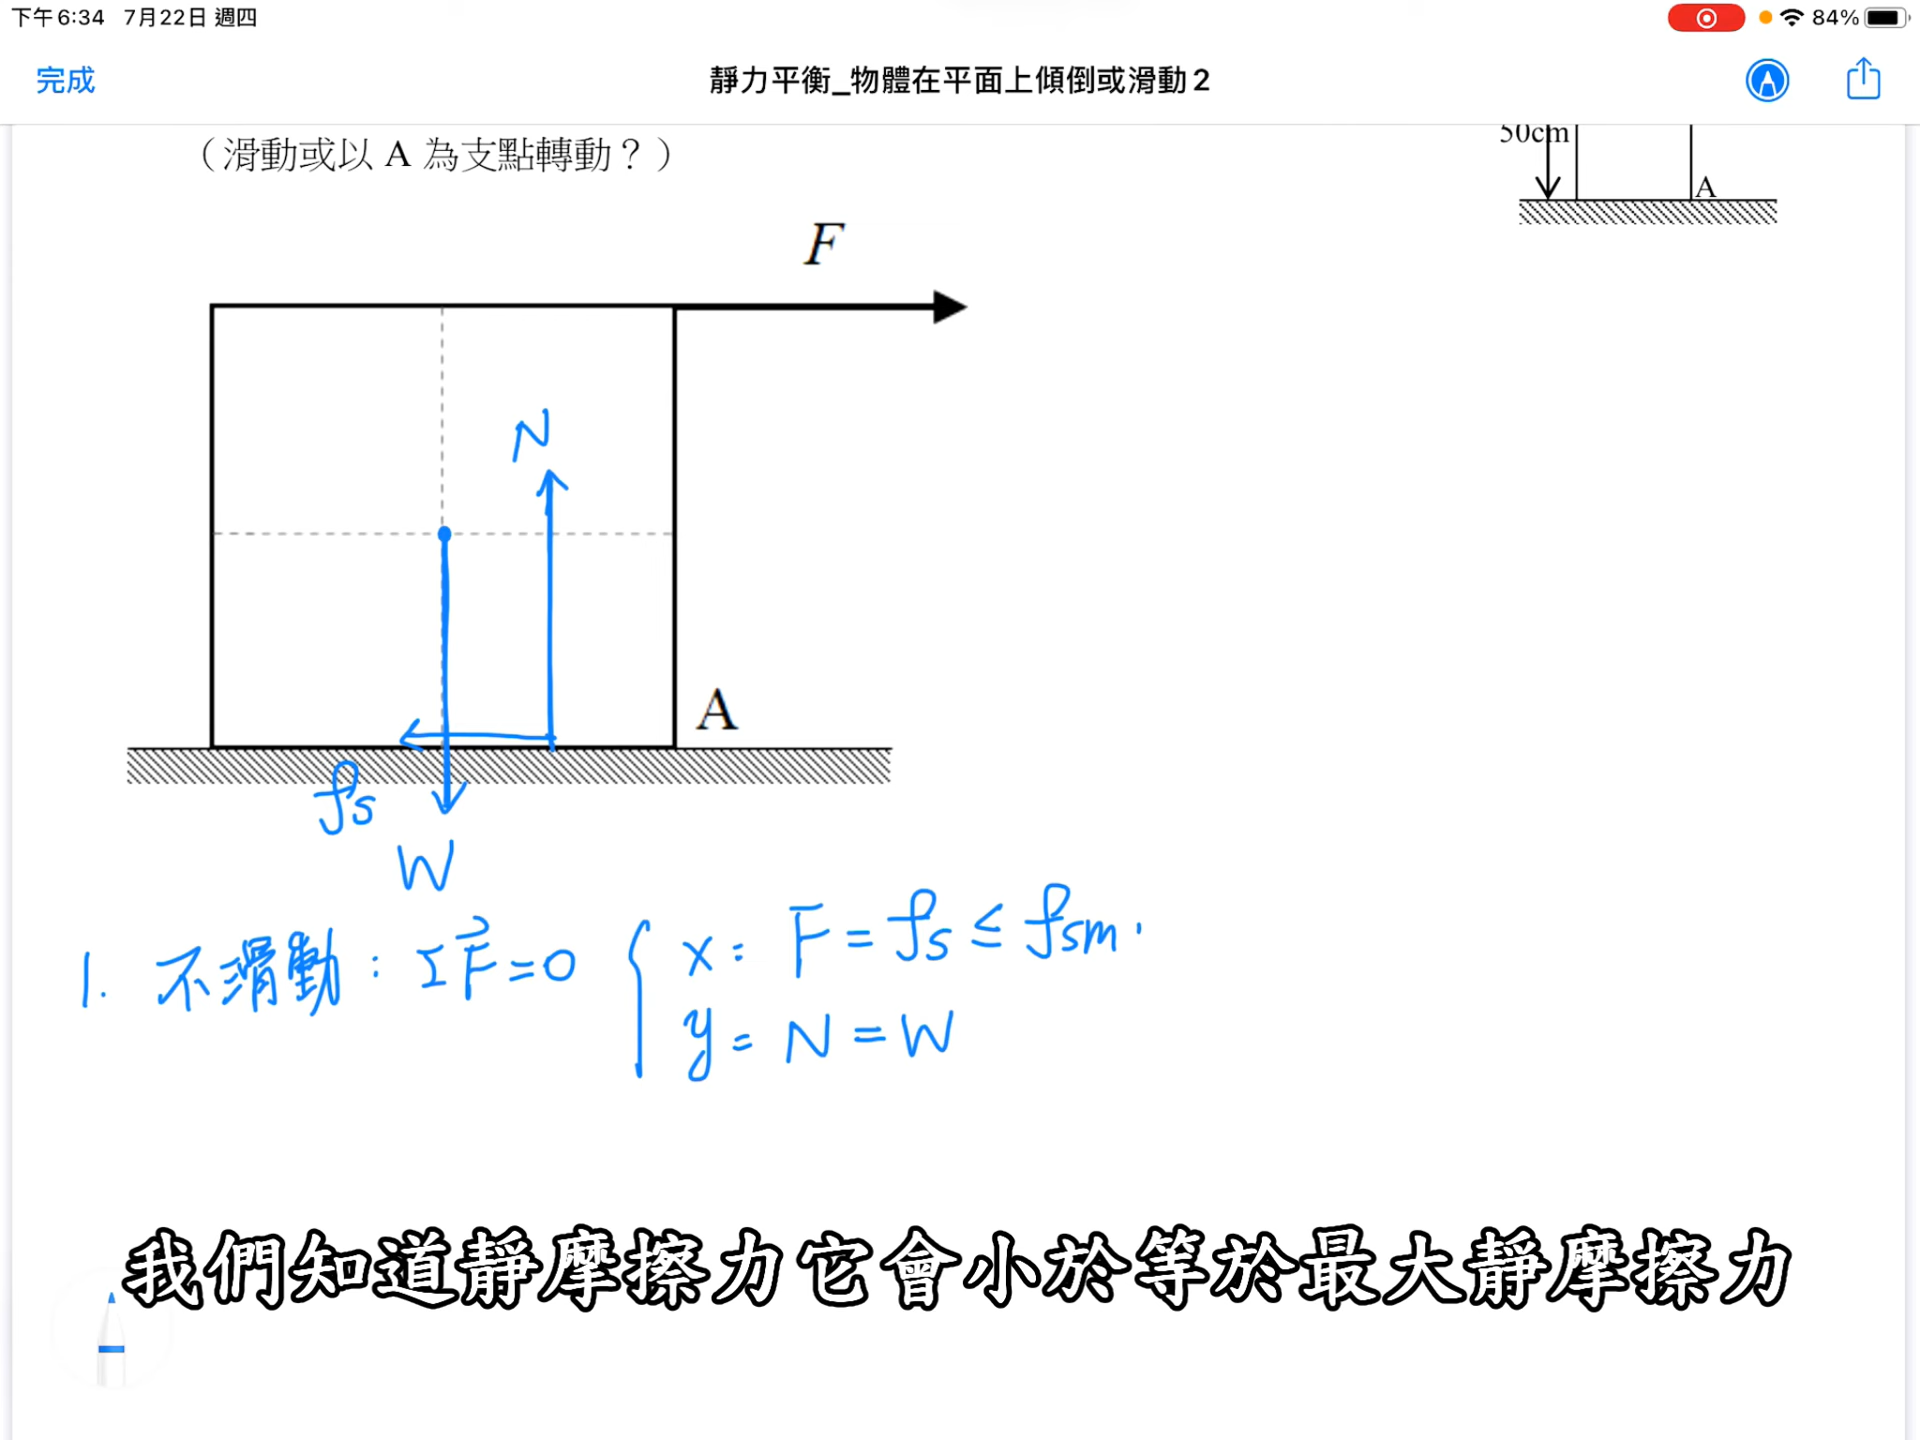 下午6:34 7月22日 週四
84%
完成
靜力平衡_物體在平面上傾倒或滑動 2
50cm
（滑動或以 A 為支點轉動？）
A
F
N
A
fs
W
1. 不滑動：ΣF⃗=0 { x: F = fs ≤ fsm.
y= N = W
我們知道靜摩擦力它會小於等於最大靜摩擦力